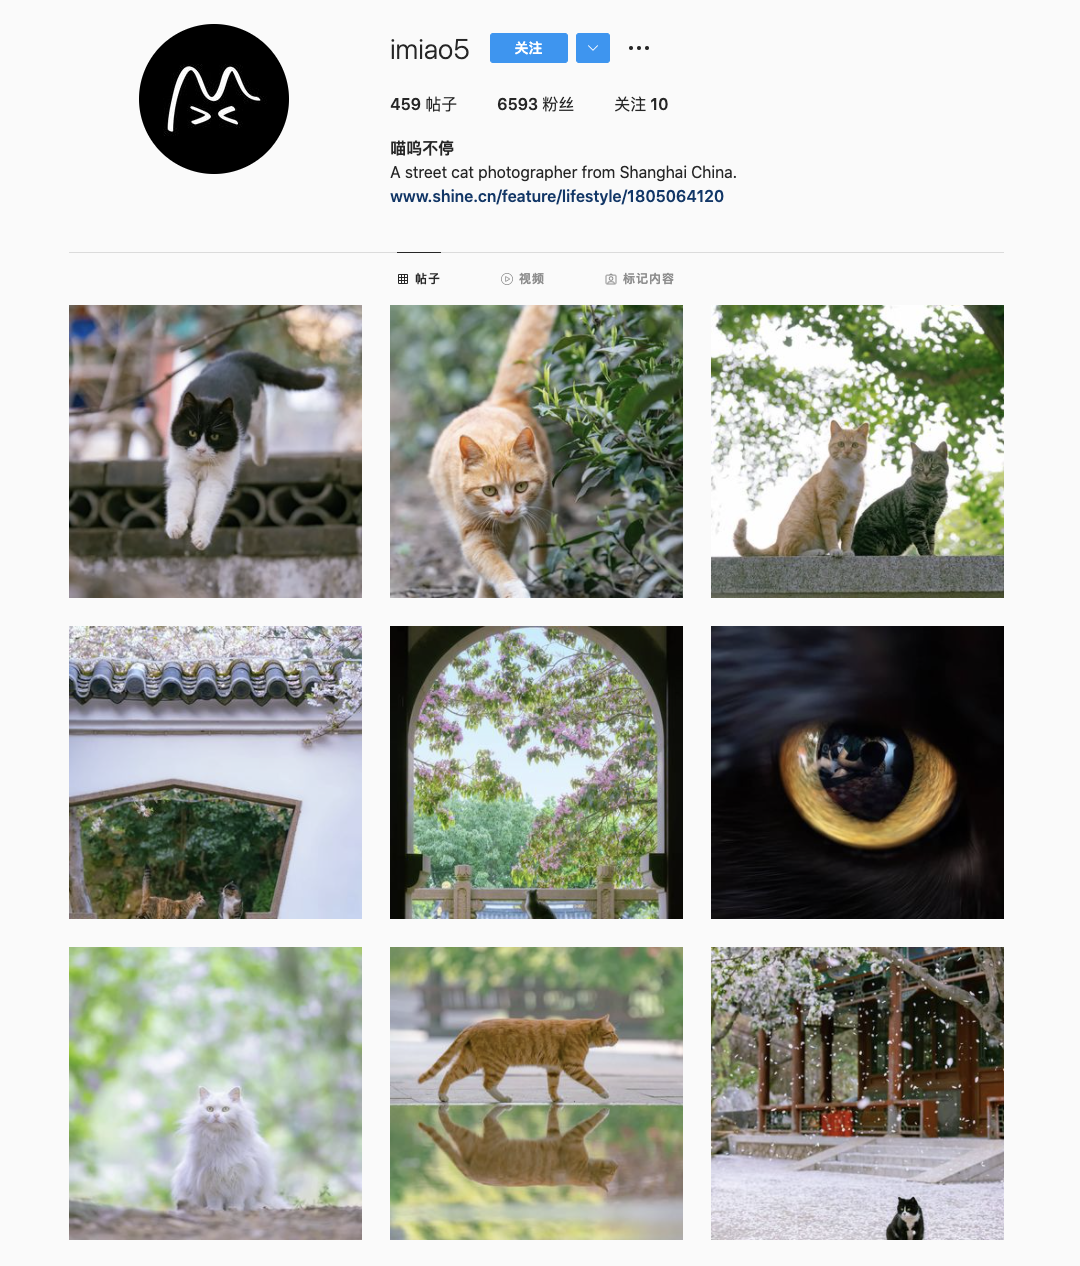 imiao5 关注
459 帖子 6593 粉丝 关注 10
喵呜不停
A street cat photographer from Shanghai China.
www.shine.cn/feature/lifestyle/1805064120
帖子 视频 标记内容